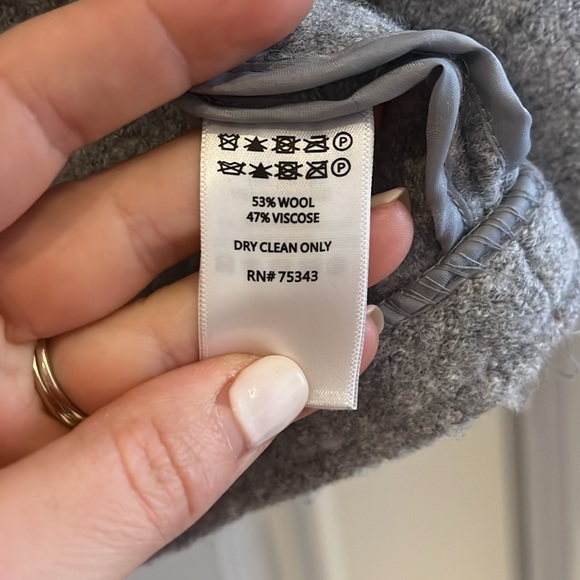 P
P
53% WOOL
47% VISCOSE
DRY CLEAN ONLY
RN# 75343